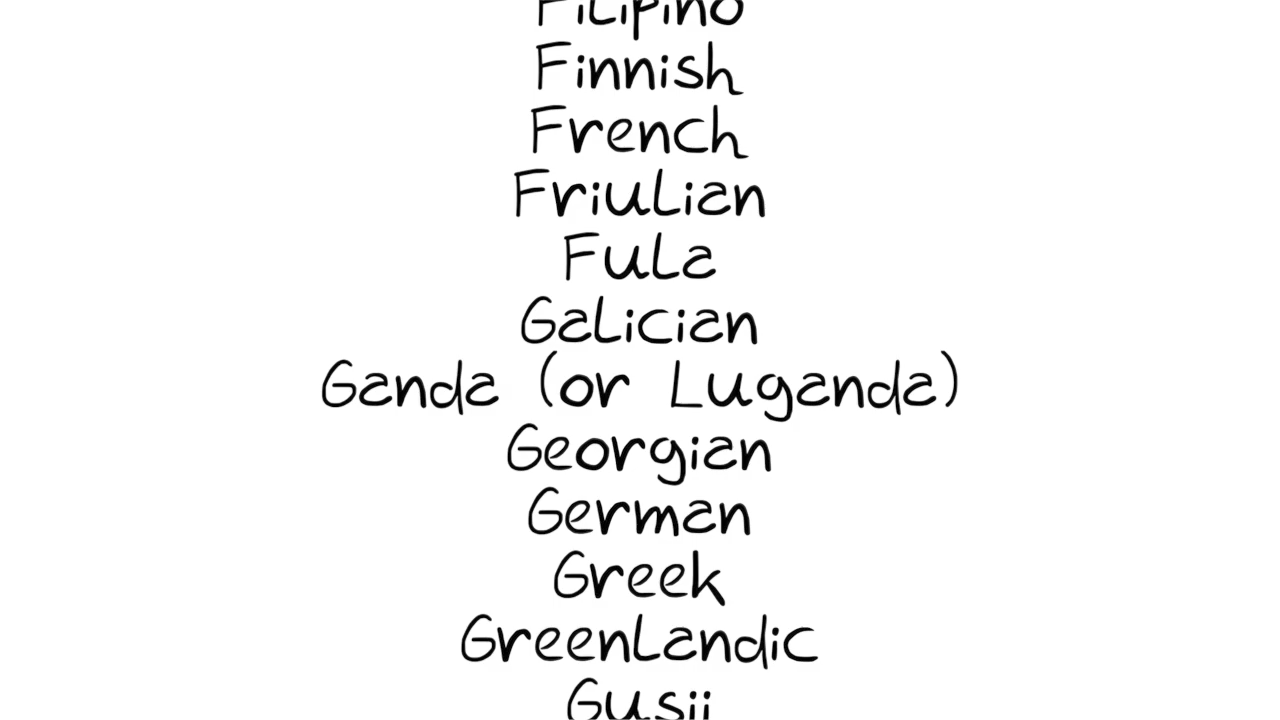 Filipino
Finnish
French
Friulian
Fula
Galician
Ganda (or Luganda)
Georgian
German
Greek
Greenlandic
Gusii